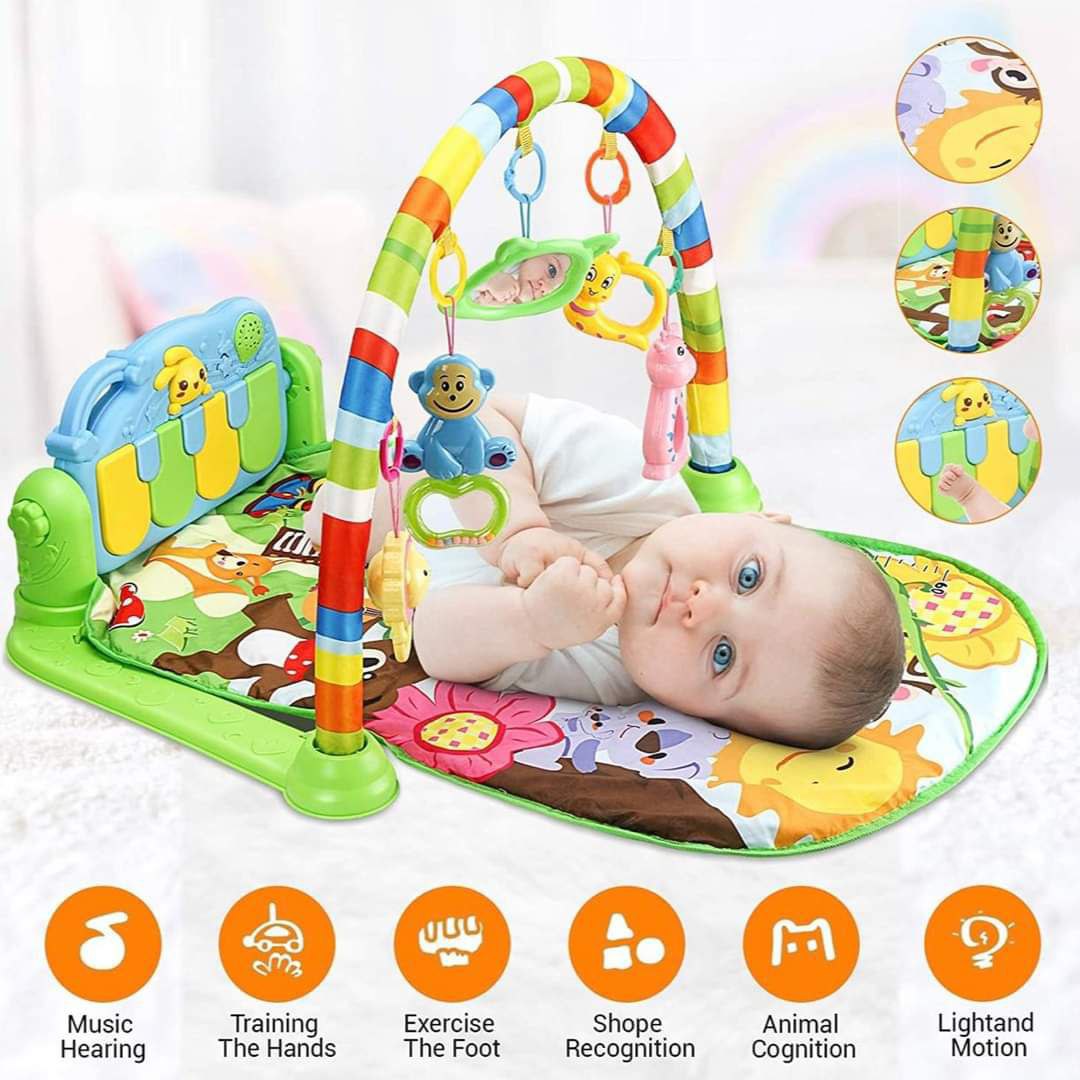 Music
Hearing
Training
The Hands
Exercise
The Foot
Shope
Recognition
Animal
Cognition
Lightand
Motion